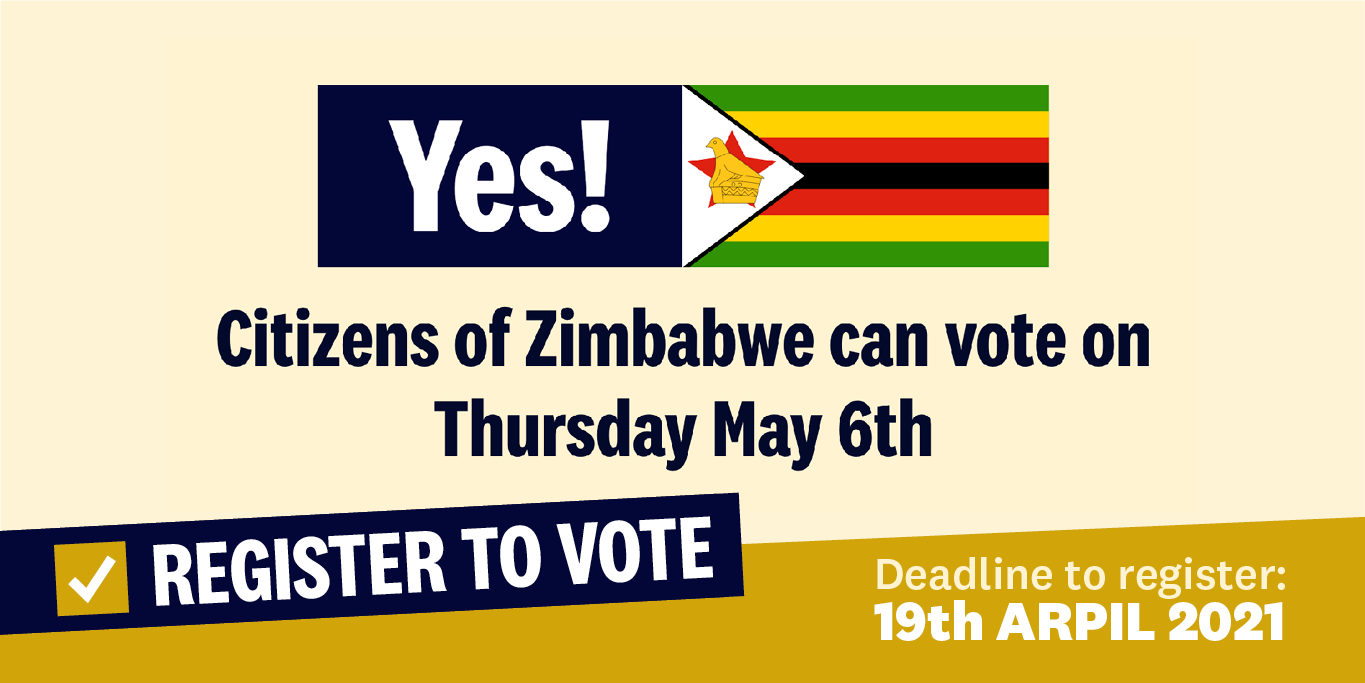 Yes!
Citizens of Zimbabwe can vote on
Thursday May 6th
REGISTER TO VOTE
Deadline to register:
19th ARPIL 2021